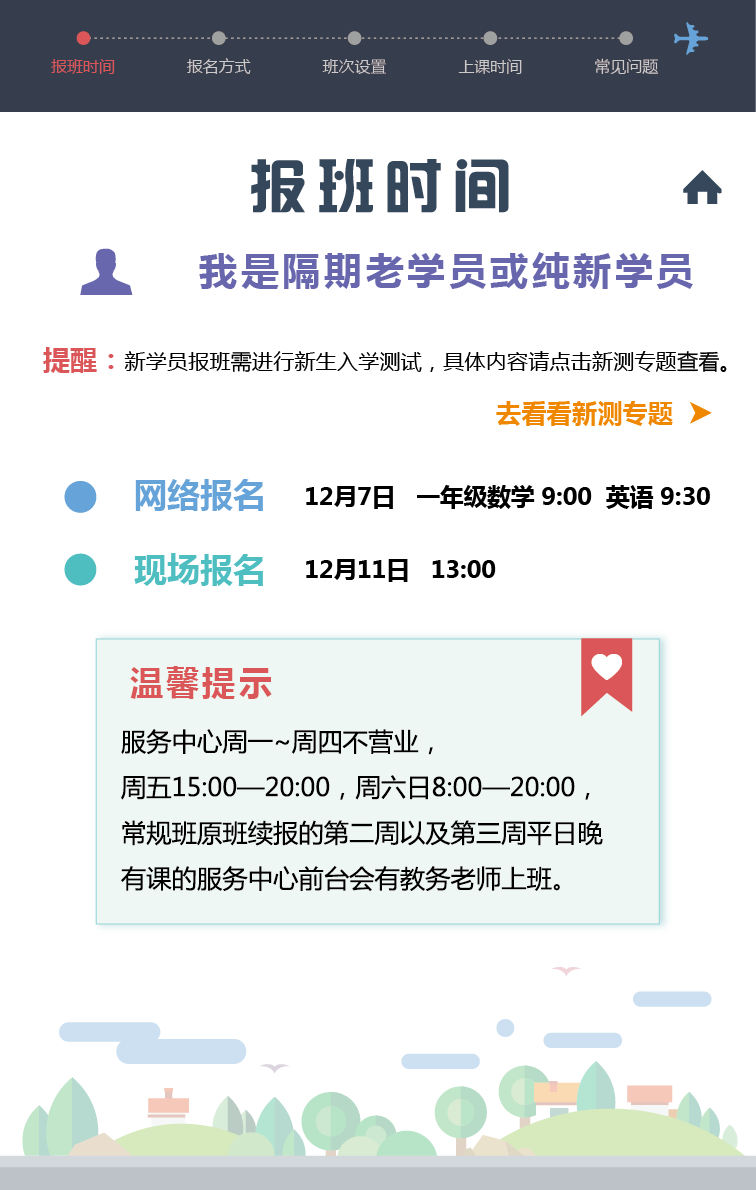 报班时间 报名方式 班次设置 上课时间 常见问题
报班时间
我是隔期老学员或纯新学员
提醒：新学员报班需进行新生入学测试，具体内容请点击新测专题查看。
去看看新测专题
网络报名 12月7日 一年级数学 9:00 英语 9:30
现场报名 12月11日 13:00
温馨提示
服务中心周一~周四不营业，
周五15:00—20:00，周六日8:00—20:00，
常规班原班续报的第二周以及第三周平日晚
有课的服务中心前台会有教务老师上班。